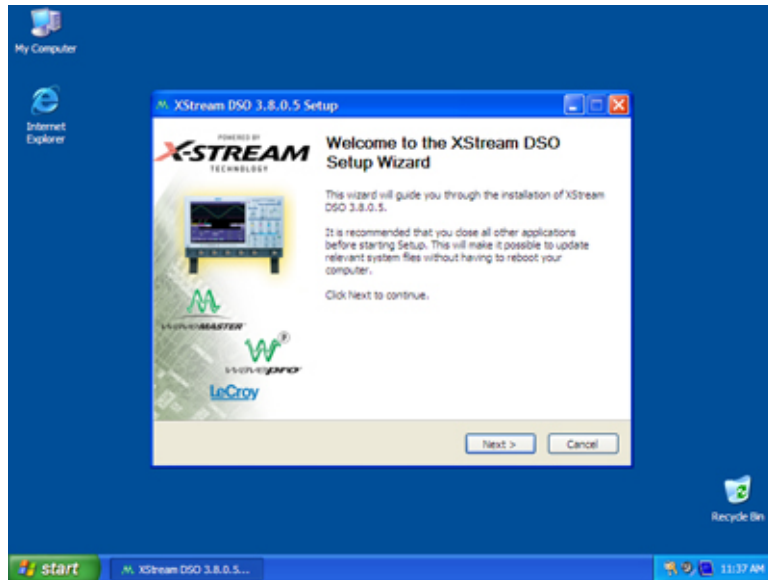 My Computer
Internet
Explorer
XStream DSO 3.8.0.5 Setup
POWERED BY
X-STREAM
TECHNOLOGY
Welcome to the XStream DSO
Setup Wizard
This wizard will guide you through the installation of XStream
DSO 3.8.0.5.
It is recommended that you close all other applications
before starting Setup. This will make it possible to update
relevant system files without having to reboot your
computer.
Click Next to continue.
WAVEMASTER
WAVEPRO
LeCroy
Next >
Cancel
Recycle Bin
start
XStream DSO 3.8.0.5...
11:37 AM